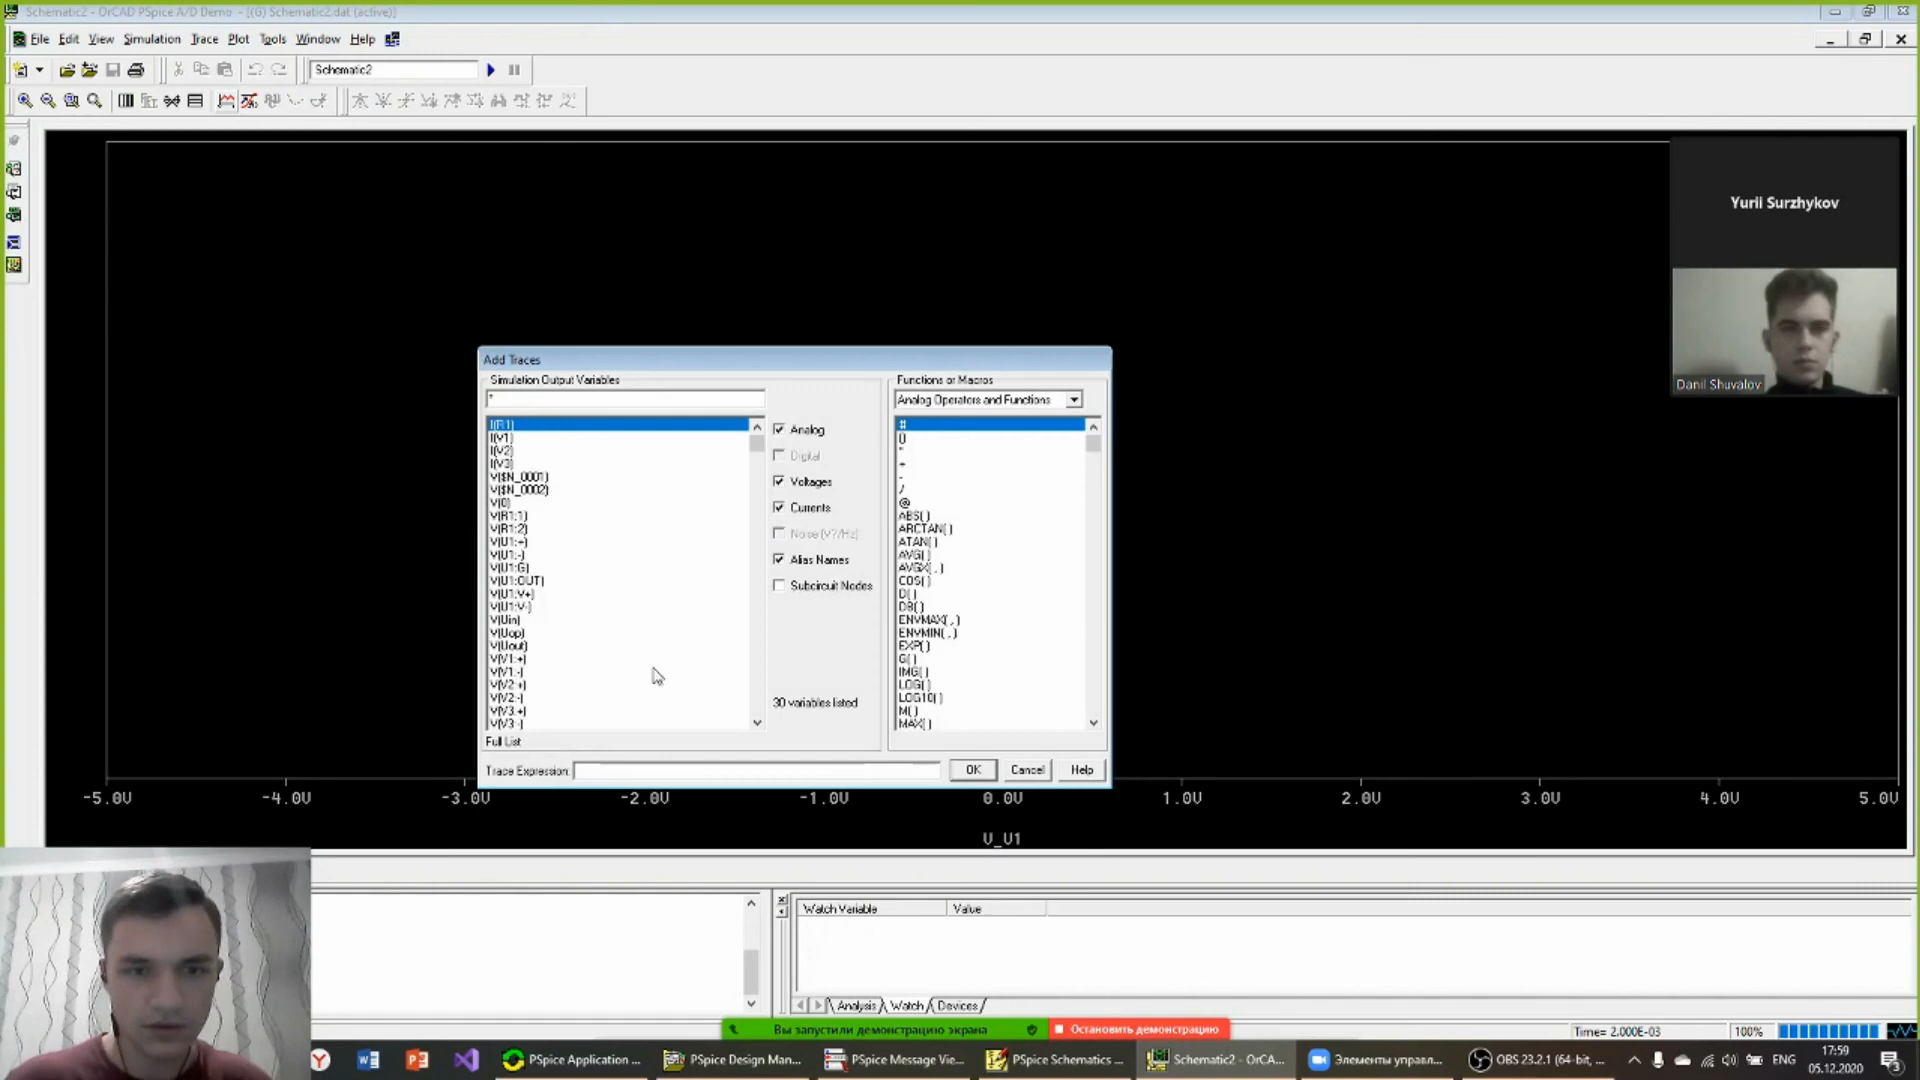 Schematic2 - OrCAD PSpice A/D Demo - [(G) Schematic2.dat (active)]
File Edit View Simulation Trace Plot Tools Window Help
Schematic2
Yurii Surzhykov
Danil Shuvalov
Add Traces
Simulation Output Variables
*
I(R1)
I(V1)
I(V2)
I(V3)
V($N_0001)
V($N_0002)
V(0)
V(R1:1)
V(R1:2)
V(U1:+)
V(U1:-)
V(U1:G)
V(U1:OUT)
V(U1:V+)
V(U1:V-)
V(Uin)
V(Uop)
V(Uout)
V(V1:+)
V(V1:-)
V(V2:+)
V(V2:-)
V(V3:+)
V(V3:-)
Full List
Analog
Digital
Voltages
Currents
Noise (V?/Hz)
Alias Names
Subcircuit Nodes
30 variables listed
Functions or Macros
Analog Operators and Functions
#
()
*
+
-
/
@
ABS( )
ARCTAN( )
ATAN( )
AVG( )
AVGX( , )
COS( )
D( )
DB( )
ENVMAX( , )
ENVMIN( , )
EXP( )
G( )
IMG( )
LOG( )
LOG10( )
M( )
MAX( )
Trace Expression:
OK Cancel Help
-5.0V -4.0V -3.0V -2.0V -1.0V 0.0V 1.0V 2.0V 3.0V 4.0V 5.0V
V_V1
Watch Variable Value
Analysis Watch Devices
Вы запустили демонстрацию экрана
Остановить демонстрацию
Time= 2.000E-03 100%
PSpice Application ...
PSpice Design Man...
PSpice Message Vie...
PSpice Schematics ...
Schematic2 - OrCA...
Элементы управл...
OBS 23.2.1 (64-bit, ...
ENG
17:59
05.12.2020
3